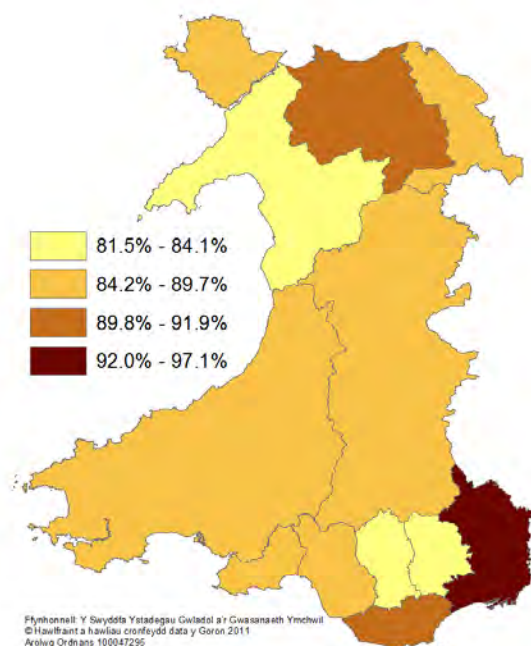 81.5% - 84.1%
84.2% - 89.7%
89.8% - 91.9%
92.0% - 97.1%
Ffynhonnell: Y Swyddfa Ystadegau Gwladol a'r Gwasanaeth Ymchwil
© Hawlfraint a hawliau cronfeydd data y Goron 2011
Arolwg Ordnans 100047295